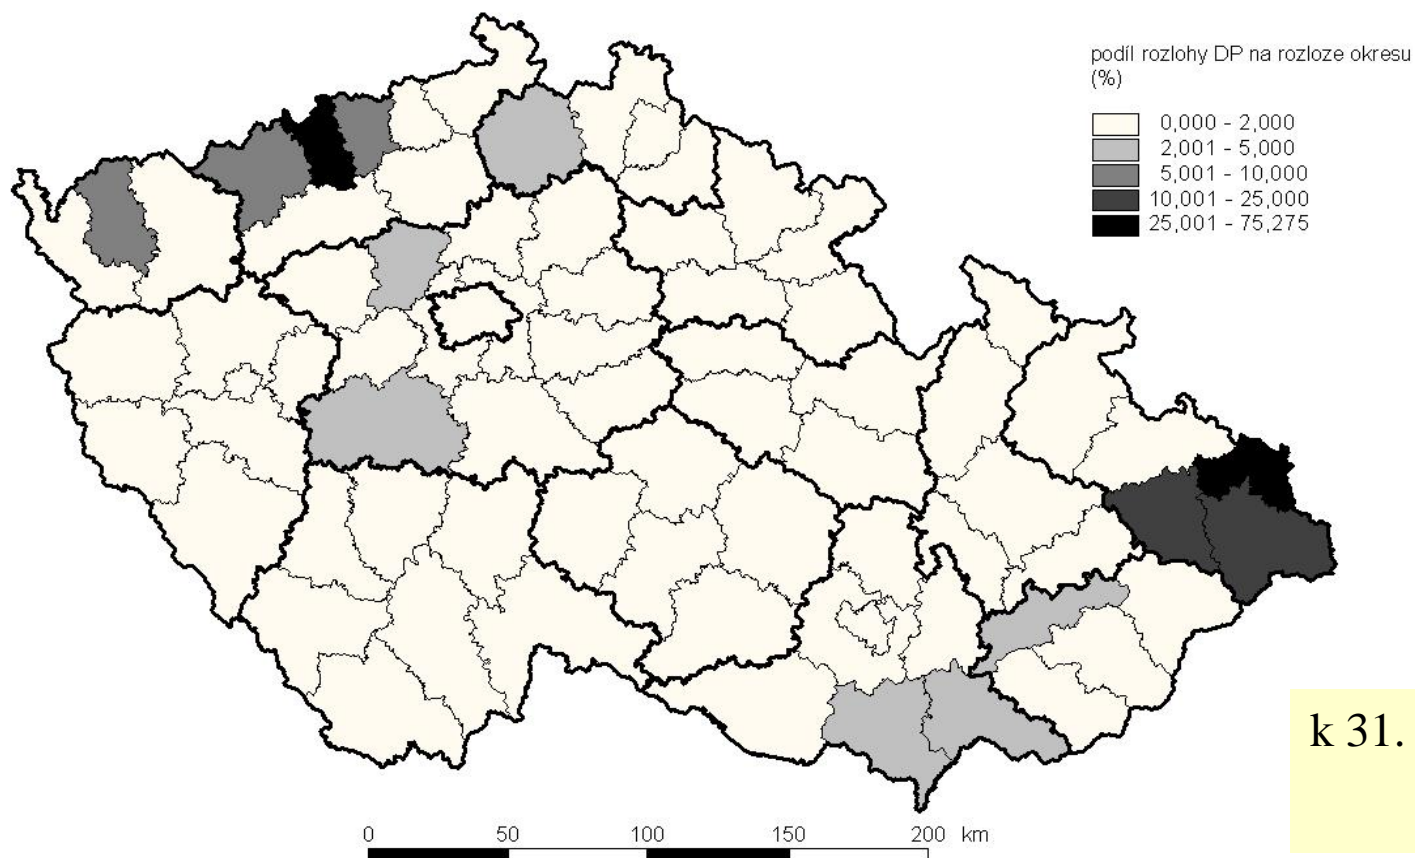 podíl rozlohy DP na rozloze okresu
(%)
0,000 - 2,000
2,001 - 5,000
5,001 - 10,000
10,001 - 25,000
25,001 - 75,275
k 31.
0 50 100 150 200 km